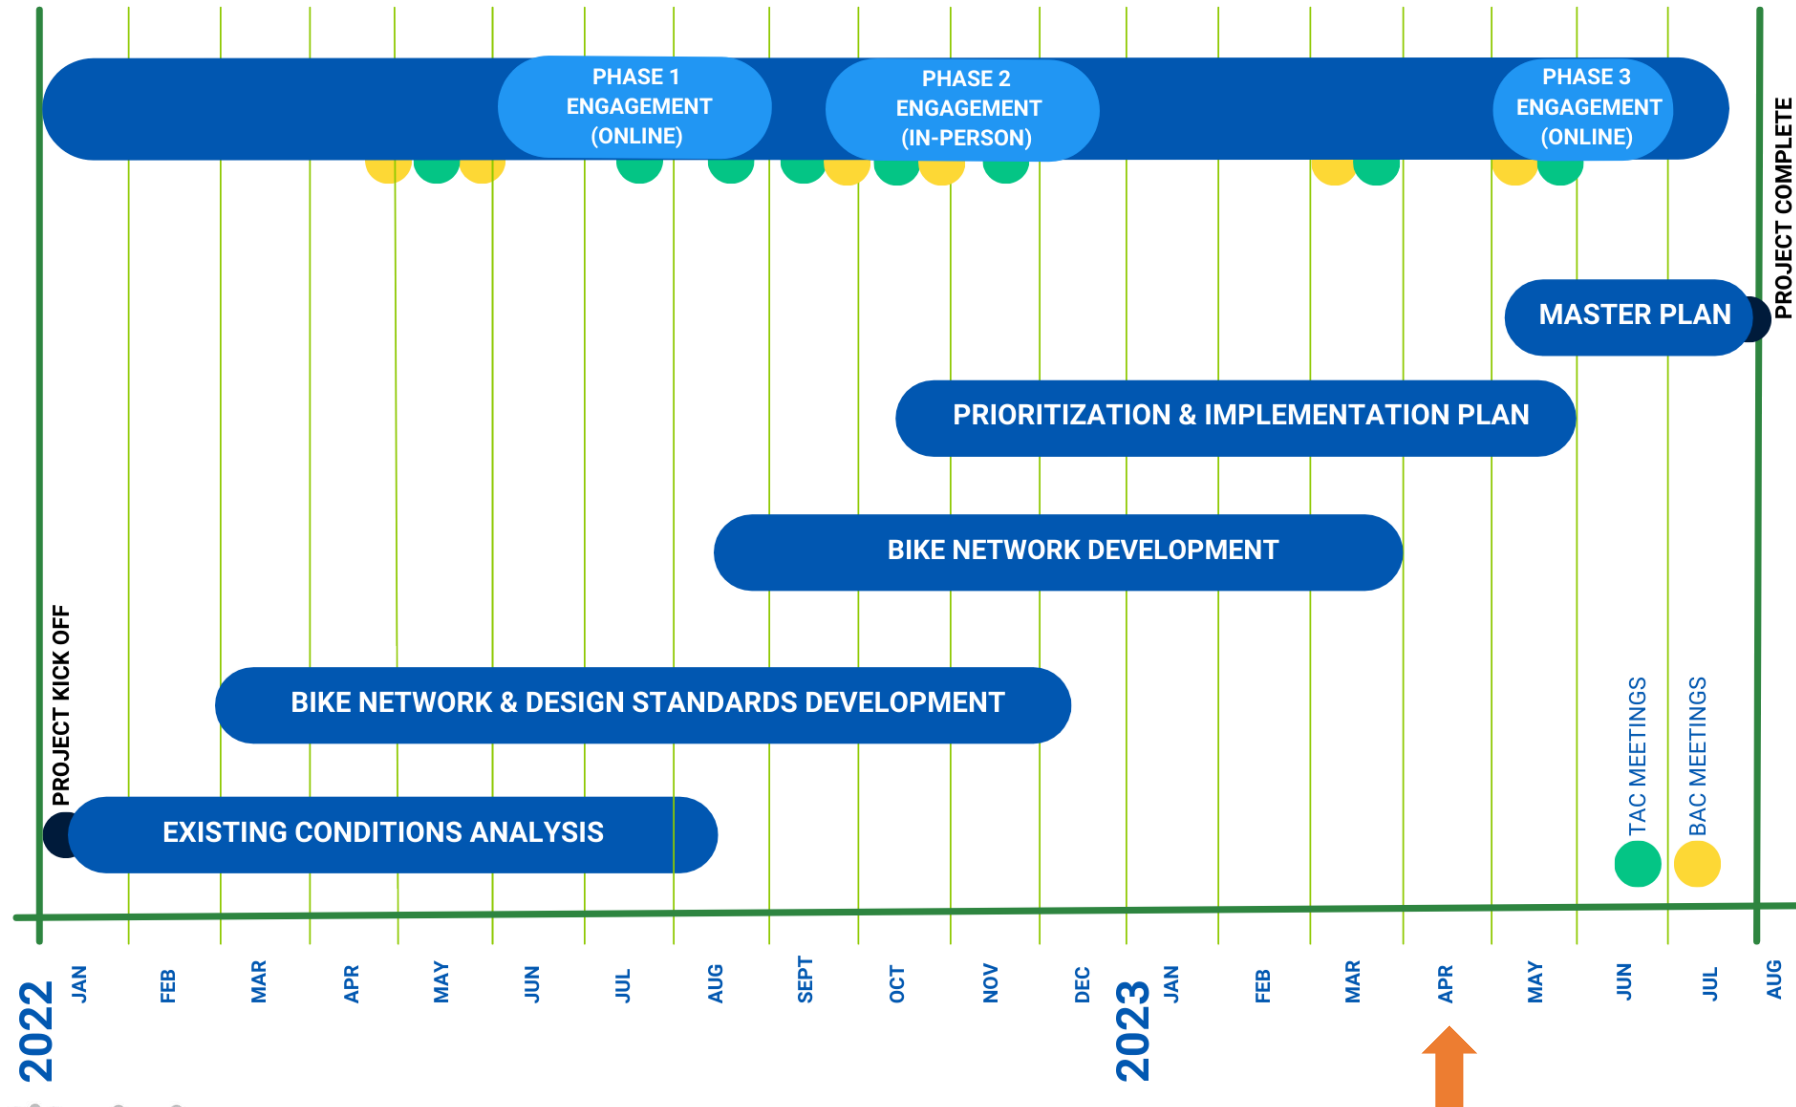 PHASE 1
ENGAGEMENT
(ONLINE)
PHASE 2
ENGAGEMENT
(IN-PERSON)
PHASE 3
ENGAGEMENT
(ONLINE)
PROJECT COMPLETE
MASTER PLAN
PRIORITIZATION & IMPLEMENTATION PLAN
BIKE NETWORK DEVELOPMENT
PROJECT KICK OFF
BIKE NETWORK & DESIGN STANDARDS DEVELOPMENT
TAC MEETINGS
BAC MEETINGS
EXISTING CONDITIONS ANALYSIS
2022
JAN
FEB
MAR
APR
MAY
JUN
JUL
AUG
SEPT
OCT
NOV
DEC
2023
JAN
FEB
MAR
APR
MAY
JUN
JUL
AUG